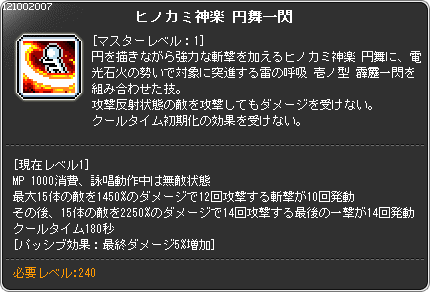 121002007
ヒノカミ神楽 円舞一閃
[マスターレベル：1]
円を描きながら強力な斬撃を加えるヒノカミ神楽 円舞に、電
光石火の勢いで対象に突進する雷の呼吸 壱ノ型 霹靂一閃を
組み合わせた技。
攻撃反射状態の敵を攻撃してもダメージを受けない。
クールタイム初期化の効果を受けない。
[現在レベル1]
MP 1000消費、詠唱動作中は無敵状態
最大15体の敵を1450%のダメージで12回攻撃する斬撃が10回発動
その後、15体の敵を2250%のダメージで14回攻撃する最後の一撃が14回発動
クールタイム180秒
[パッシブ効果：最終ダメージ5%増加]
必要レベル:240